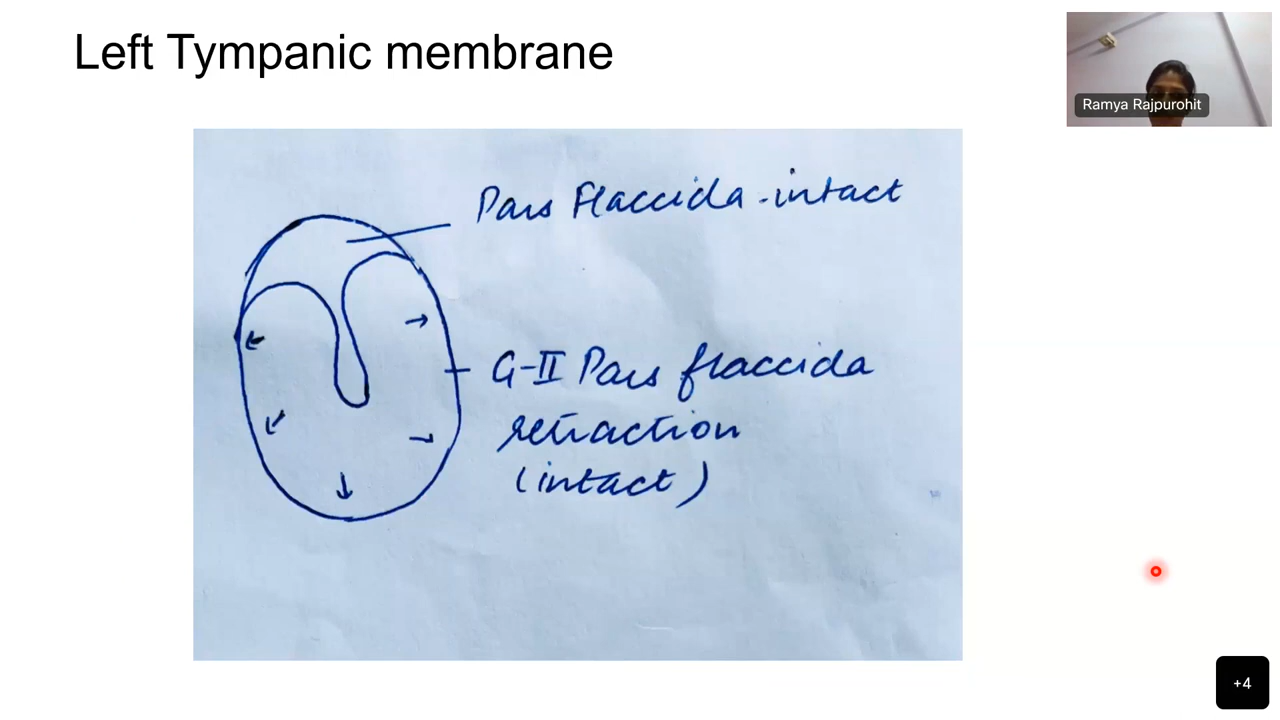 Left Tympanic membrane
Ramya Rajpurohit
Pars Flaccida - intact
G-II Pars flaccida
retraction
(intact)
+4